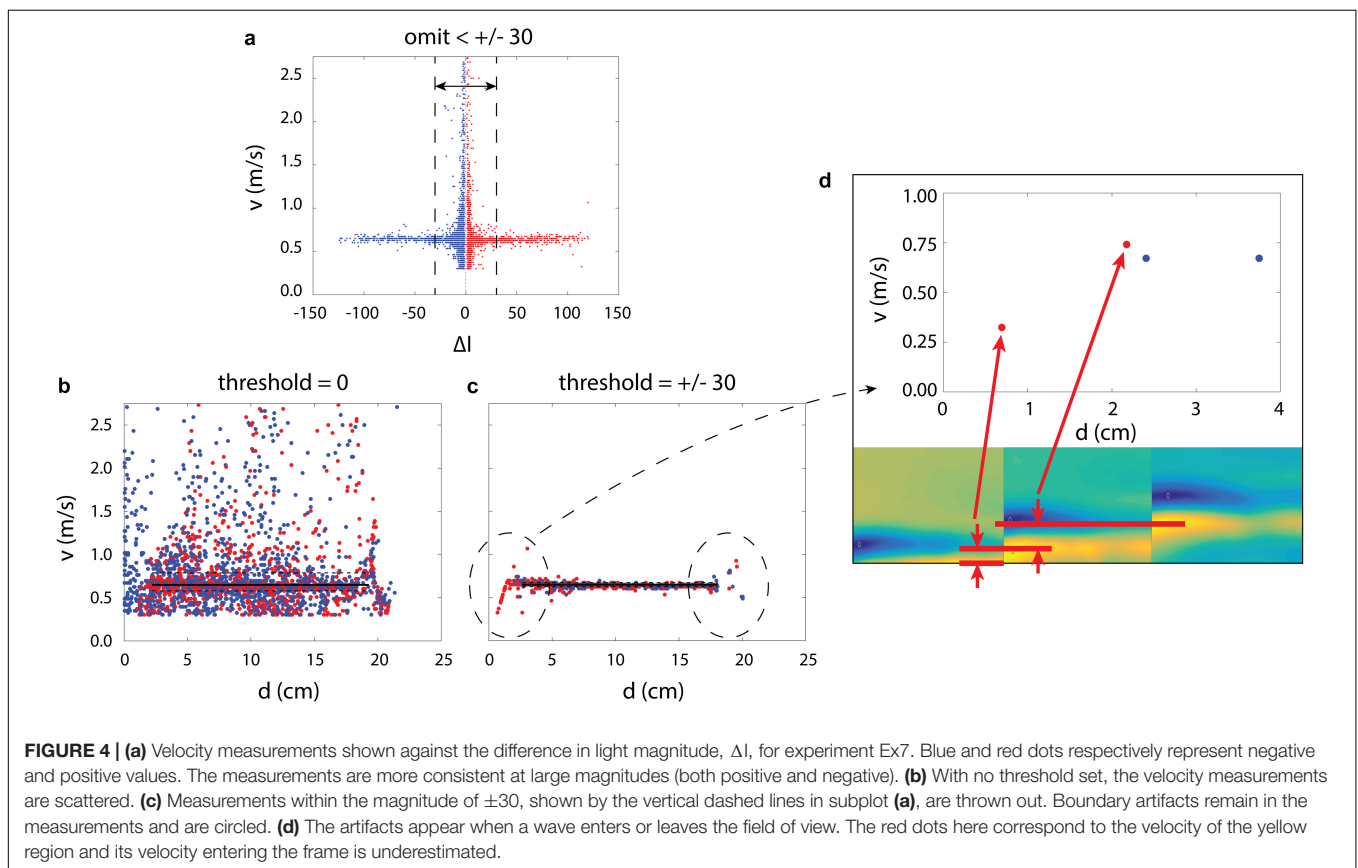 a
omit < +/- 30
2.5
2.0
1.5
1.0
0.5
0.0
v (m/s)
-150 -100 -50 0 50 100 150
ΔI
b
threshold = 0
2.5
2.0
1.5
1.0
0.5
0.0
v (m/s)
0 5 10 15 20 25
d (cm)
c
threshold = +/- 30
0 5 10 15 20 25
d (cm)
d
1.00
0.75
0.50
0.25
0.00
v (m/s)
0 1 2 3 4
d (cm)
FIGURE 4 | (a) Velocity measurements shown against the difference in light magnitude, ΔI, for experiment Ex7. Blue and red dots respectively represent negative
and positive values. The measurements are more consistent at large magnitudes (both positive and negative). (b) With no threshold set, the velocity measurements
are scattered. (c) Measurements within the magnitude of ±30, shown by the vertical dashed lines in subplot (a), are thrown out. Boundary artifacts remain in the
measurements and are circled. (d) The artifacts appear when a wave enters or leaves the field of view. The red dots here correspond to the velocity of the yellow
region and its velocity entering the frame is underestimated.